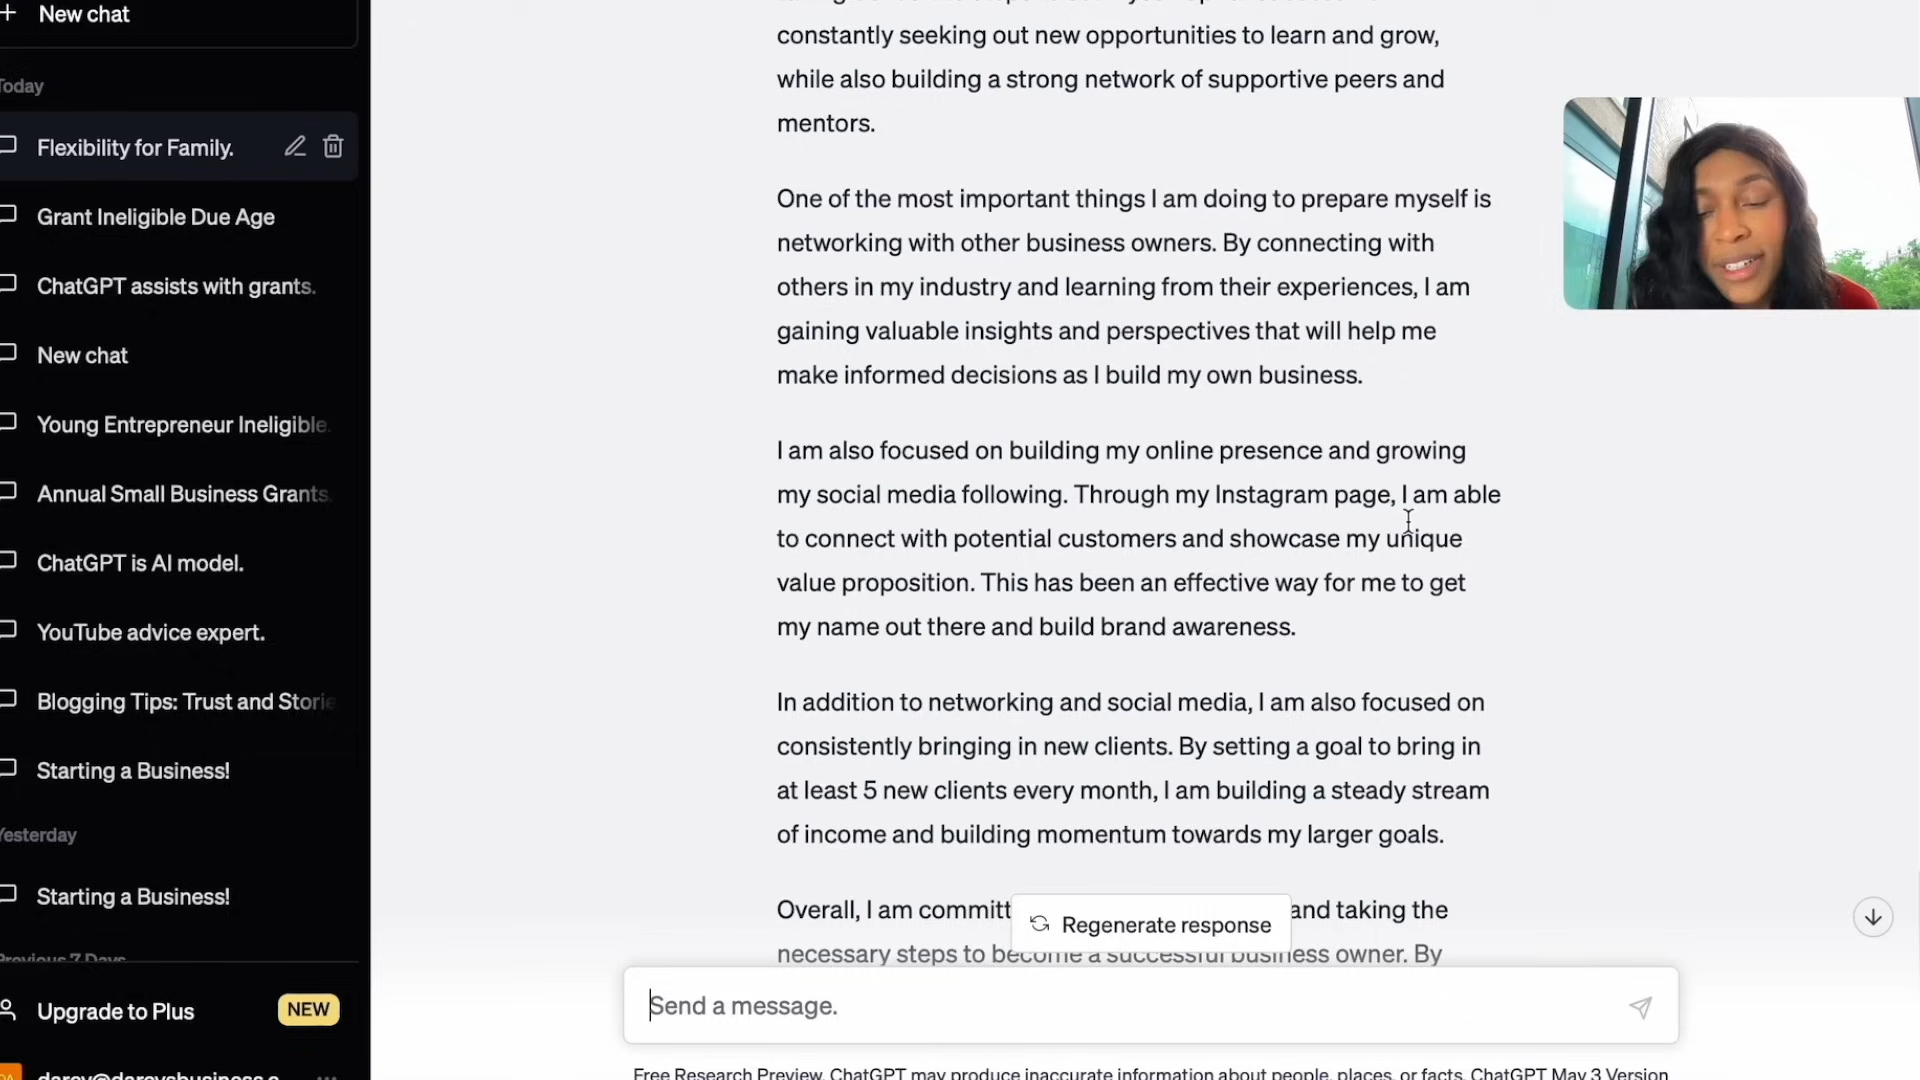 New chat
Today
Flexibility for Family.
Grant Ineligible Due Age
ChatGPT assists with grants.
New chat
Young Entrepreneur Ineligible.
Annual Small Business Grants
ChatGPT is AI model.
YouTube advice expert.
Blogging Tips: Trust and Storie
Starting a Business!
Yesterday
Starting a Business!
Previous 7 Days
Upgrade to Plus NEW
constantly seeking out new opportunities to learn and grow,
while also building a strong network of supportive peers and
mentors.
One of the most important things I am doing to prepare myself is
networking with other business owners. By connecting with
others in my industry and learning from their experiences, I am
gaining valuable insights and perspectives that will help me
make informed decisions as I build my own business.
I am also focused on building my online presence and growing
my social media following. Through my Instagram page, I am able
to connect with potential customers and showcase my unique
value proposition. This has been an effective way for me to get
my name out there and build brand awareness.
In addition to networking and social media, I am also focused on
consistently bringing in new clients. By setting a goal to bring in
at least 5 new clients every month, I am building a steady stream
of income and building momentum towards my larger goals.
Overall, I am committ and taking the
Regenerate response
necessary steps to become a successful business owner. By
Send a message.
Free Research Preview. ChatGPT may produce inaccurate information about people, places, or facts. ChatGPT May 3 Version